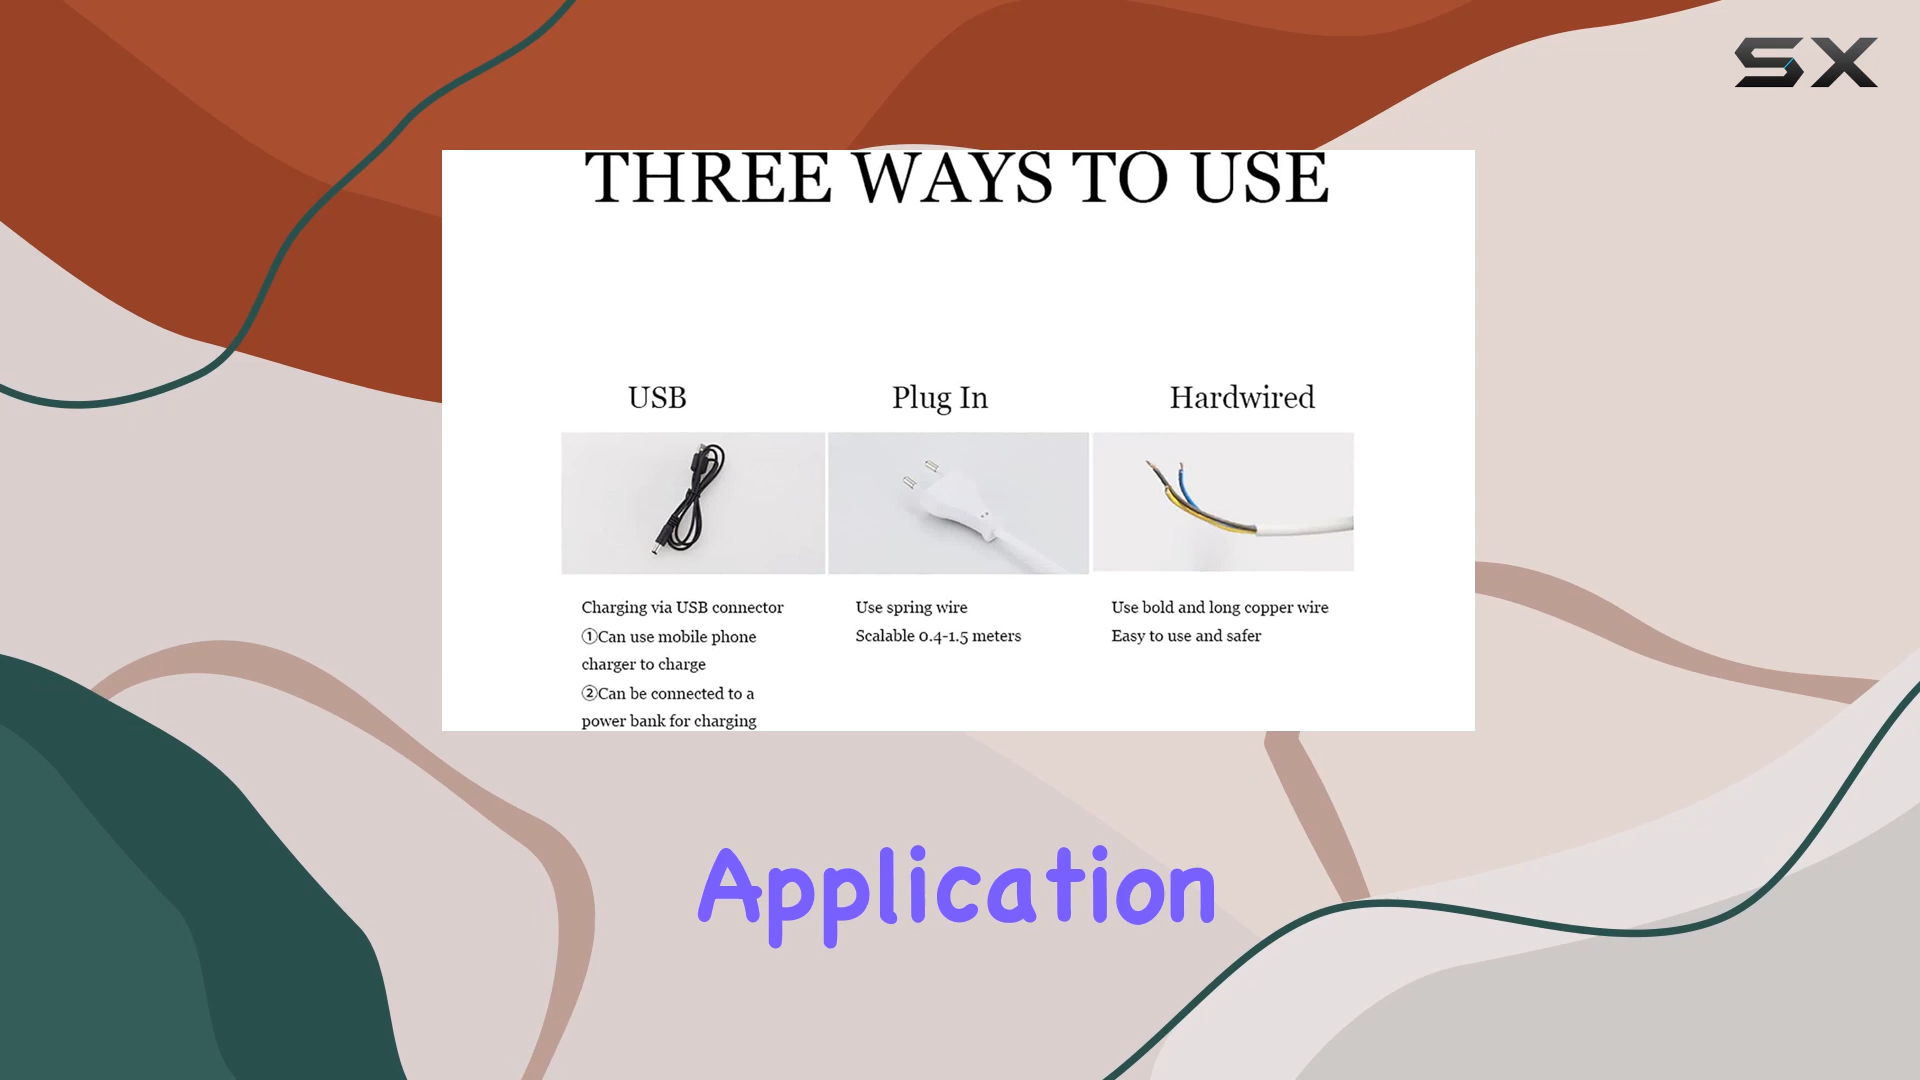 SX
THREE WAYS TO USE
USB
Plug In
Hardwired
Charging via USB connector
①Can use mobile phone
charger to charge
②Can be connected to a
power bank for charging
Use spring wire
Scalable 0.4-1.5 meters
Use bold and long copper wire
Easy to use and safer
Application